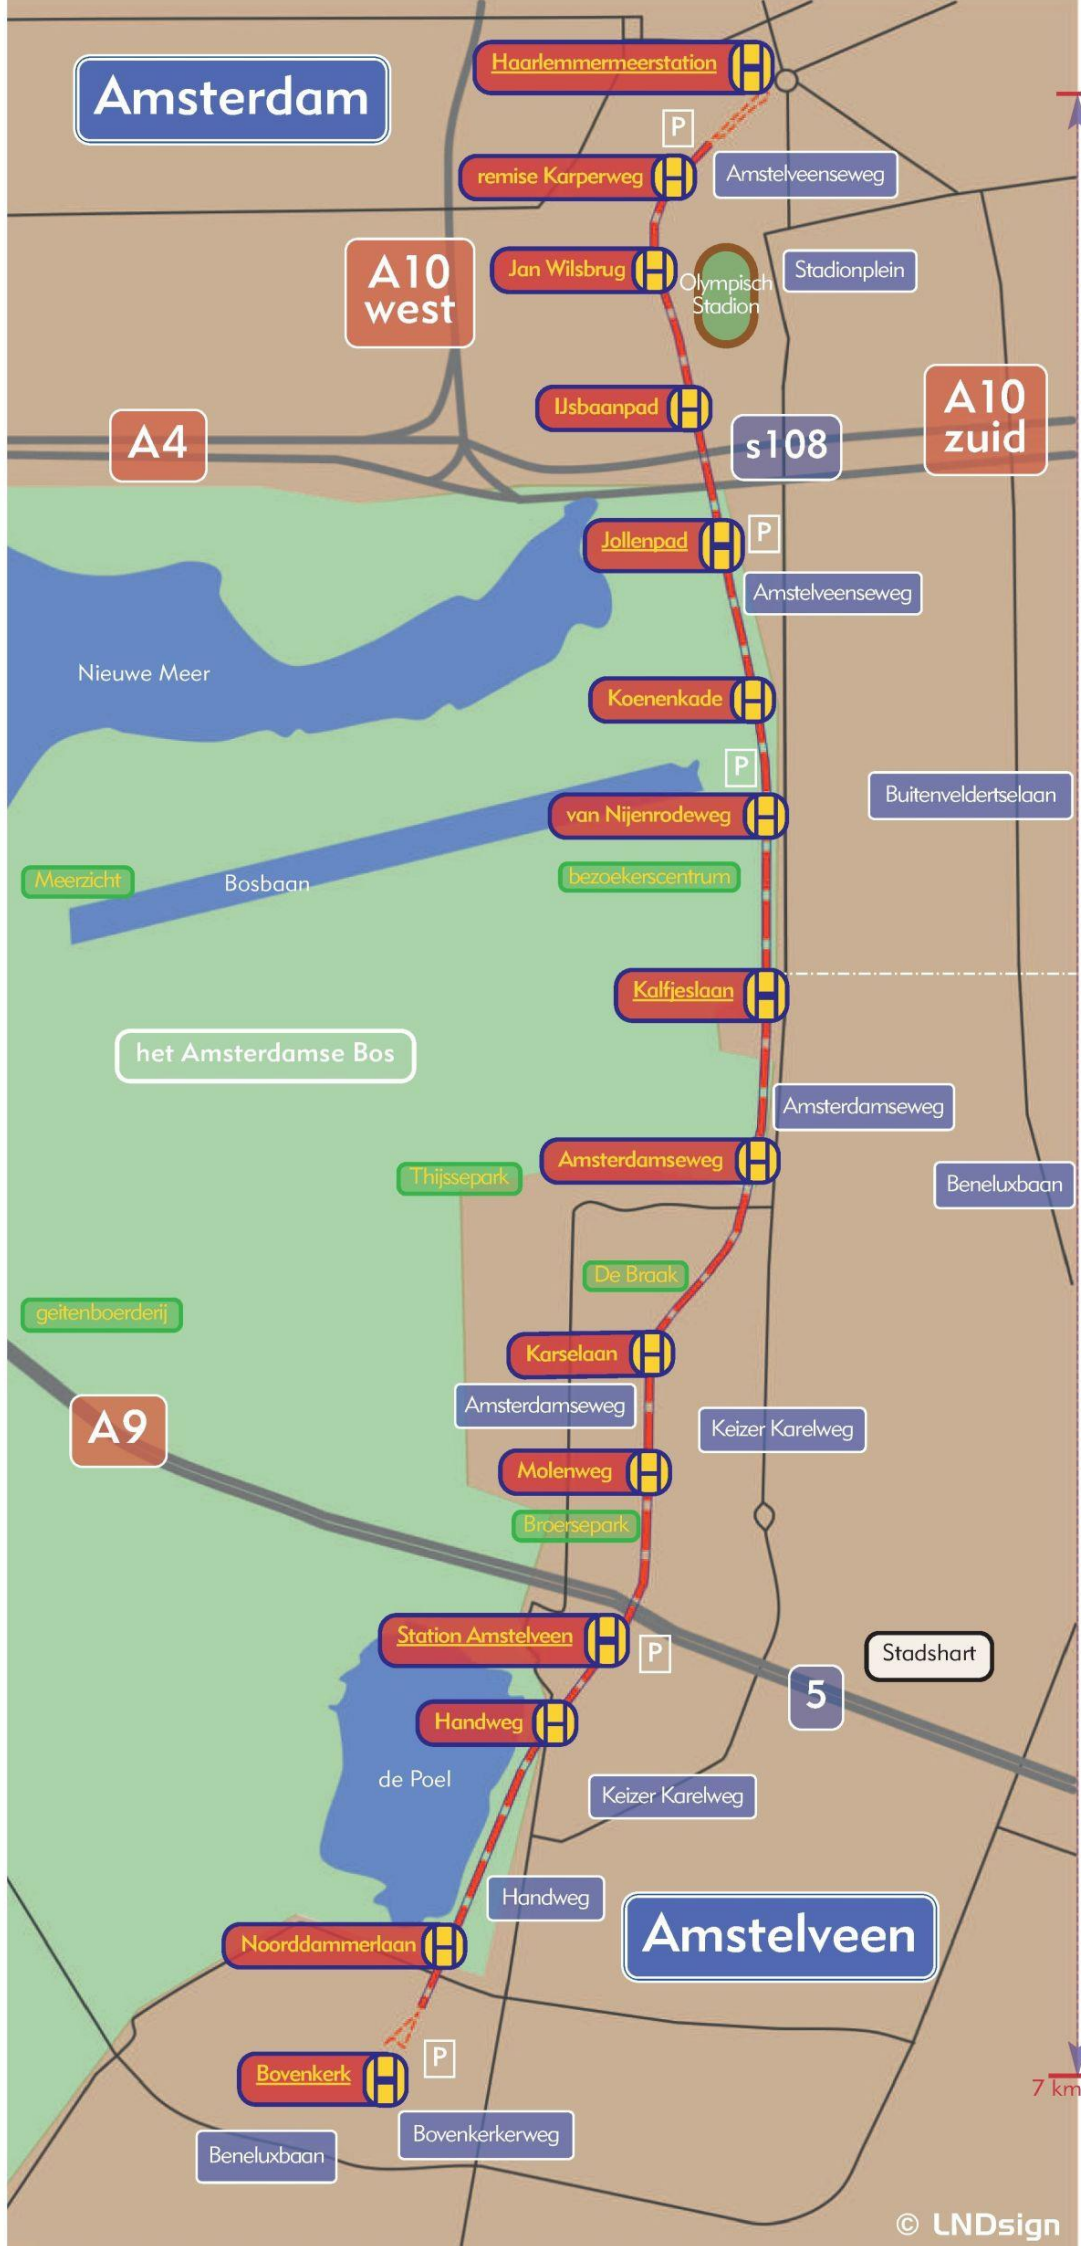 Haarlemmermeerstation
Amsterdam
P
remise Karperweg
Amstelveenseweg
A10
west
Jan Wilsbrug
Olympisch
Stadion
Stadionplein
IJsbaanpad
A10
zuid
A4
s108
Jollenpad
P
Amstelveenseweg
Nieuwe Meer
Koenenkade
P
Buitenveldertselaan
van Nijenrodeweg
Meerzicht
Bosbaan
bezoekerscentrum
Kalfjeslaan
het Amsterdamse Bos
Amsterdamseweg
Amsterdamseweg
Thijssepark
Beneluxbaan
De Braak
geitenboerderij
Karselaan
Amsterdamseweg
A9
Keizer Karelweg
Molenweg
Broersepark
Station Amstelveen
P
Stadshart
5
Handweg
de Poel
Keizer Karelweg
Handweg
Amstelveen
Noorddammerlaan
P
Bovenkerk
7 km
Bovenkerkerweg
Beneluxbaan
© LNDsign